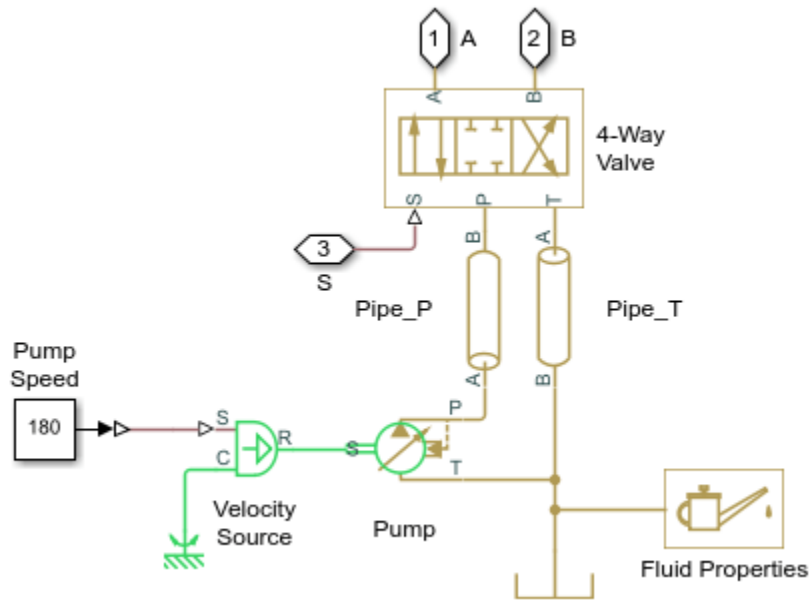 1 A
2 B
A
B
4-Way
Valve
S
P
T
3
S
B
A
Pipe_P
Pipe_T
Pump
Speed
180
A
B
P
S
R
S
C
T
Velocity
Source
Pump
Fluid Properties